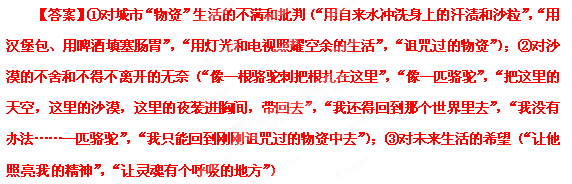 【答案】①对城市“物资”生活的不满和批判（“用自来水冲洗身上的汗渍和沙粒”，“用
汉堡包、用啤酒填塞肠胃”，“用灯光和电视照耀空余的生活”，“诅咒过的物资”）；②对沙
漠的不舍和不得不离开的无奈（“像一根骆驼刺把根扎在这里”，“像一匹骆驼”，“把这里的
天空，这里的沙漠，这里的夜装进胸间，带回去”，“我还得回到那个世界里去”，“我没有
办法……一匹骆驼”，“我只能回到刚刚诅咒过的物资中去”）；③对未来生活的希望（“让他
照亮我的精神”，“让灵魂有个呼吸的地方”）